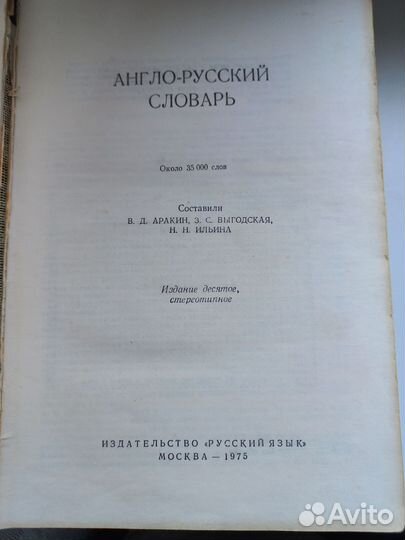 АНГЛО-РУССКИЙ
СЛОВАРЬ
Около 35 000 слов
Составили
В. Д. АРАКИН, З. С. ВЫГОДСКАЯ,
Н. Н. ИЛЬИНА
Издание десятое,
стереотипное
ИЗДАТЕЛЬСТВО «РУССКИЙ ЯЗЫК»
МОСКВА — 1975
Avito